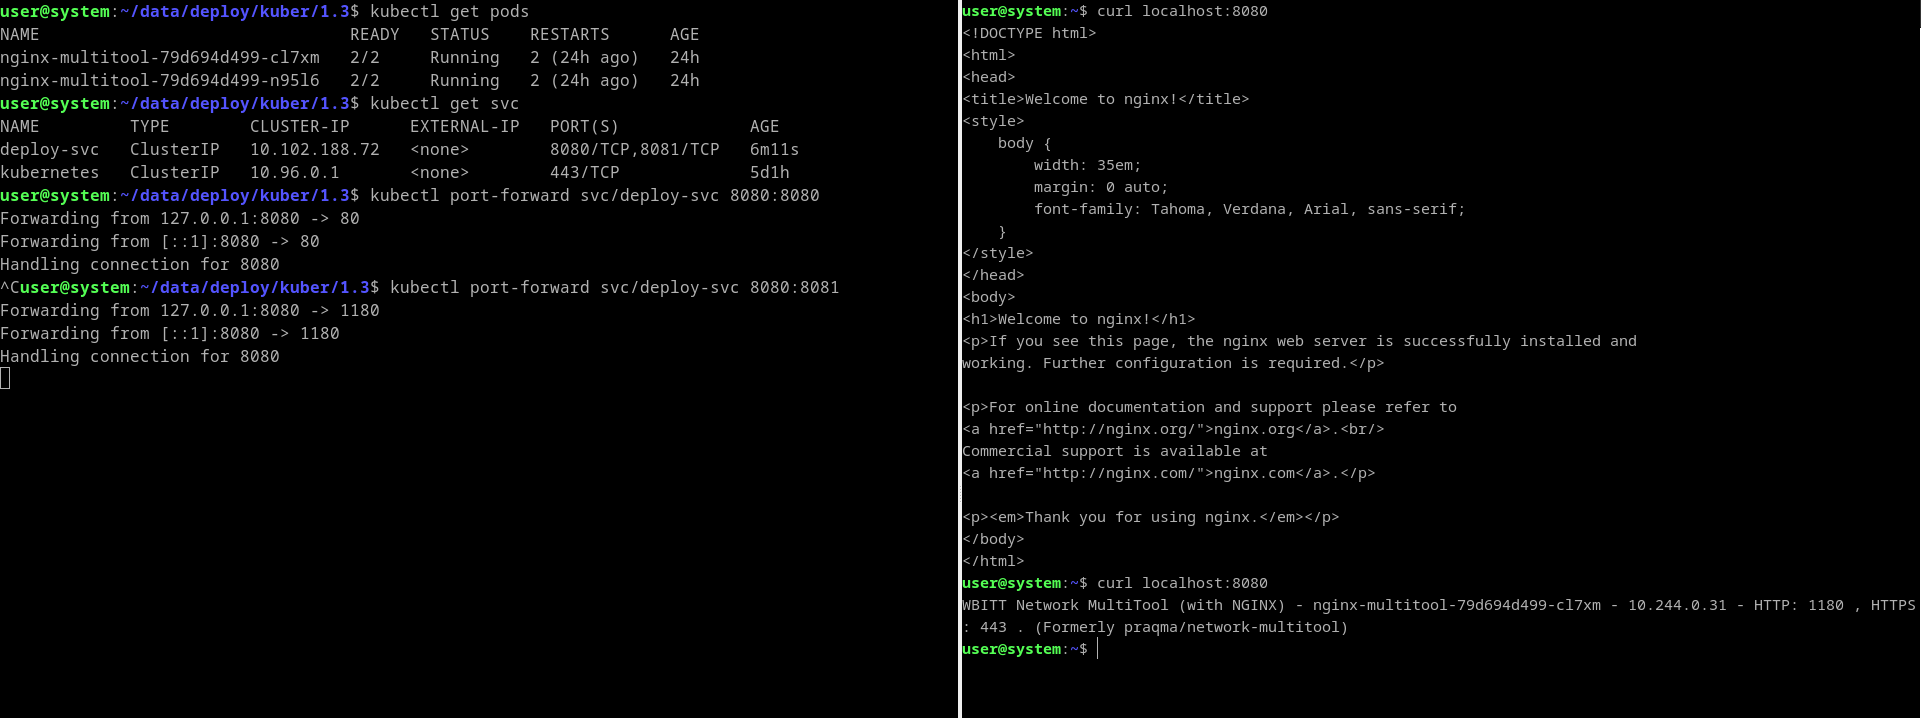 user@system:~/data/deploy/kuber/1.3$ kubectl get pods
NAME                               READY   STATUS    RESTARTS      AGE
nginx-multitool-79d694d499-cl7xm   2/2     Running   2 (24h ago)   24h
nginx-multitool-79d694d499-n95l6   2/2     Running   2 (24h ago)   24h
user@system:~/data/deploy/kuber/1.3$ kubectl get svc
NAME         TYPE        CLUSTER-IP      EXTERNAL-IP   PORT(S)             AGE
deploy-svc   ClusterIP   10.102.188.72   <none>        8080/TCP,8081/TCP   6m11s
kubernetes   ClusterIP   10.96.0.1       <none>        443/TCP             5d1h
user@system:~/data/deploy/kuber/1.3$ kubectl port-forward svc/deploy-svc 8080:8080
Forwarding from 127.0.0.1:8080 -> 80
Forwarding from [::1]:8080 -> 80
Handling connection for 8080
^Cuser@system:~/data/deploy/kuber/1.3$ kubectl port-forward svc/deploy-svc 8080:8081
Forwarding from 127.0.0.1:8080 -> 1180
Forwarding from [::1]:8080 -> 1180
Handling connection for 8080
user@system:~$ curl localhost:8080
<!DOCTYPE html>
<html>
<head>
<title>Welcome to nginx!</title>
<style>
    body {
        width: 35em;
        margin: 0 auto;
        font-family: Tahoma, Verdana, Arial, sans-serif;
    }
</style>
</head>
<body>
<h1>Welcome to nginx!</h1>
<p>If you see this page, the nginx web server is successfully installed and
working. Further configuration is required.</p>

<p>For online documentation and support please refer to
<a href="http://nginx.org/">nginx.org</a>.<br/>
Commercial support is available at
<a href="http://nginx.com/">nginx.com</a>.</p>

<p><em>Thank you for using nginx.</em></p>
</body>
</html>
user@system:~$ curl localhost:8080
WBITT Network MultiTool (with NGINX) - nginx-multitool-79d694d499-cl7xm - 10.244.0.31 - HTTP: 1180 , HTTPS
: 443 . (Formerly praqma/network-multitool)
user@system:~$